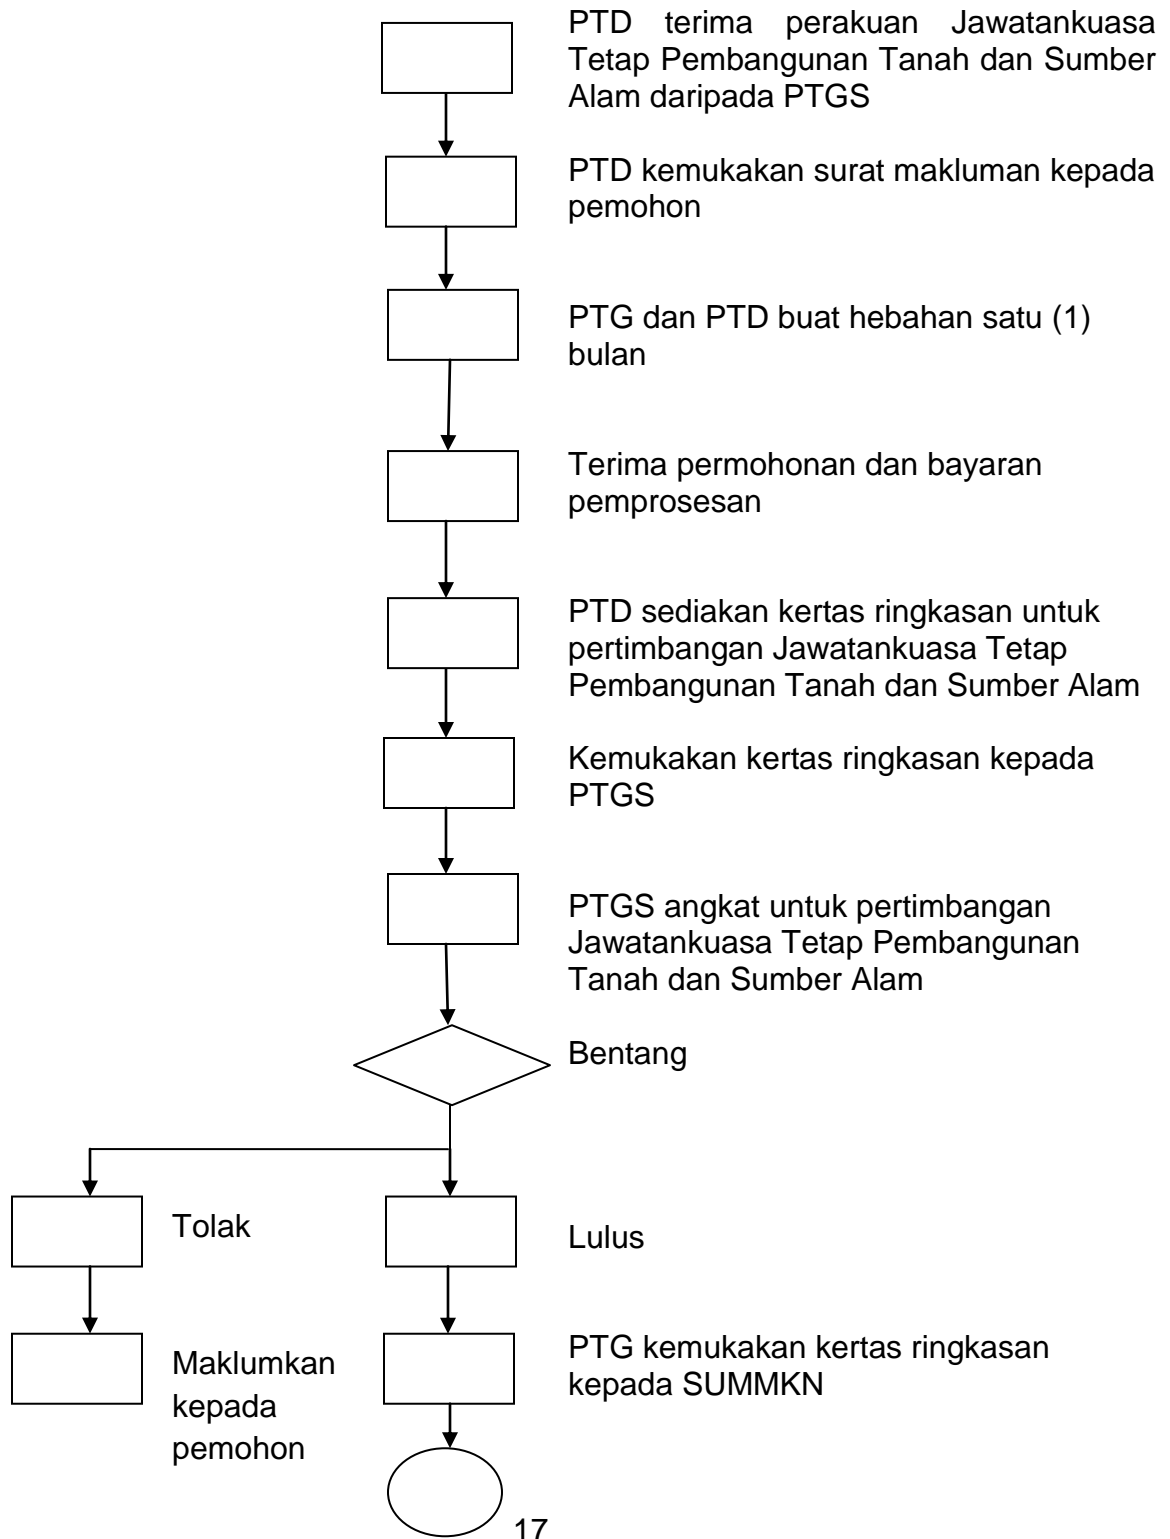 PTD terima perakuan Jawatankuasa
Tetap Pembangunan Tanah dan Sumber
Alam daripada PTGS
PTD kemukakan surat makluman kepada
pemohon
PTG dan PTD buat hebahan satu (1)
bulan
Terima permohonan dan bayaran
pemprosesan
PTD sediakan kertas ringkasan untuk
pertimbangan Jawatankuasa Tetap
Pembangunan Tanah dan Sumber Alam
Kemukakan kertas ringkasan kepada
PTGS
PTGS angkat untuk pertimbangan
Jawatankuasa Tetap Pembangunan
Tanah dan Sumber Alam
Bentang
Tolak
Lulus
Maklumkan
kepada
pemohon
PTG kemukakan kertas ringkasan
kepada SUMMKN
17